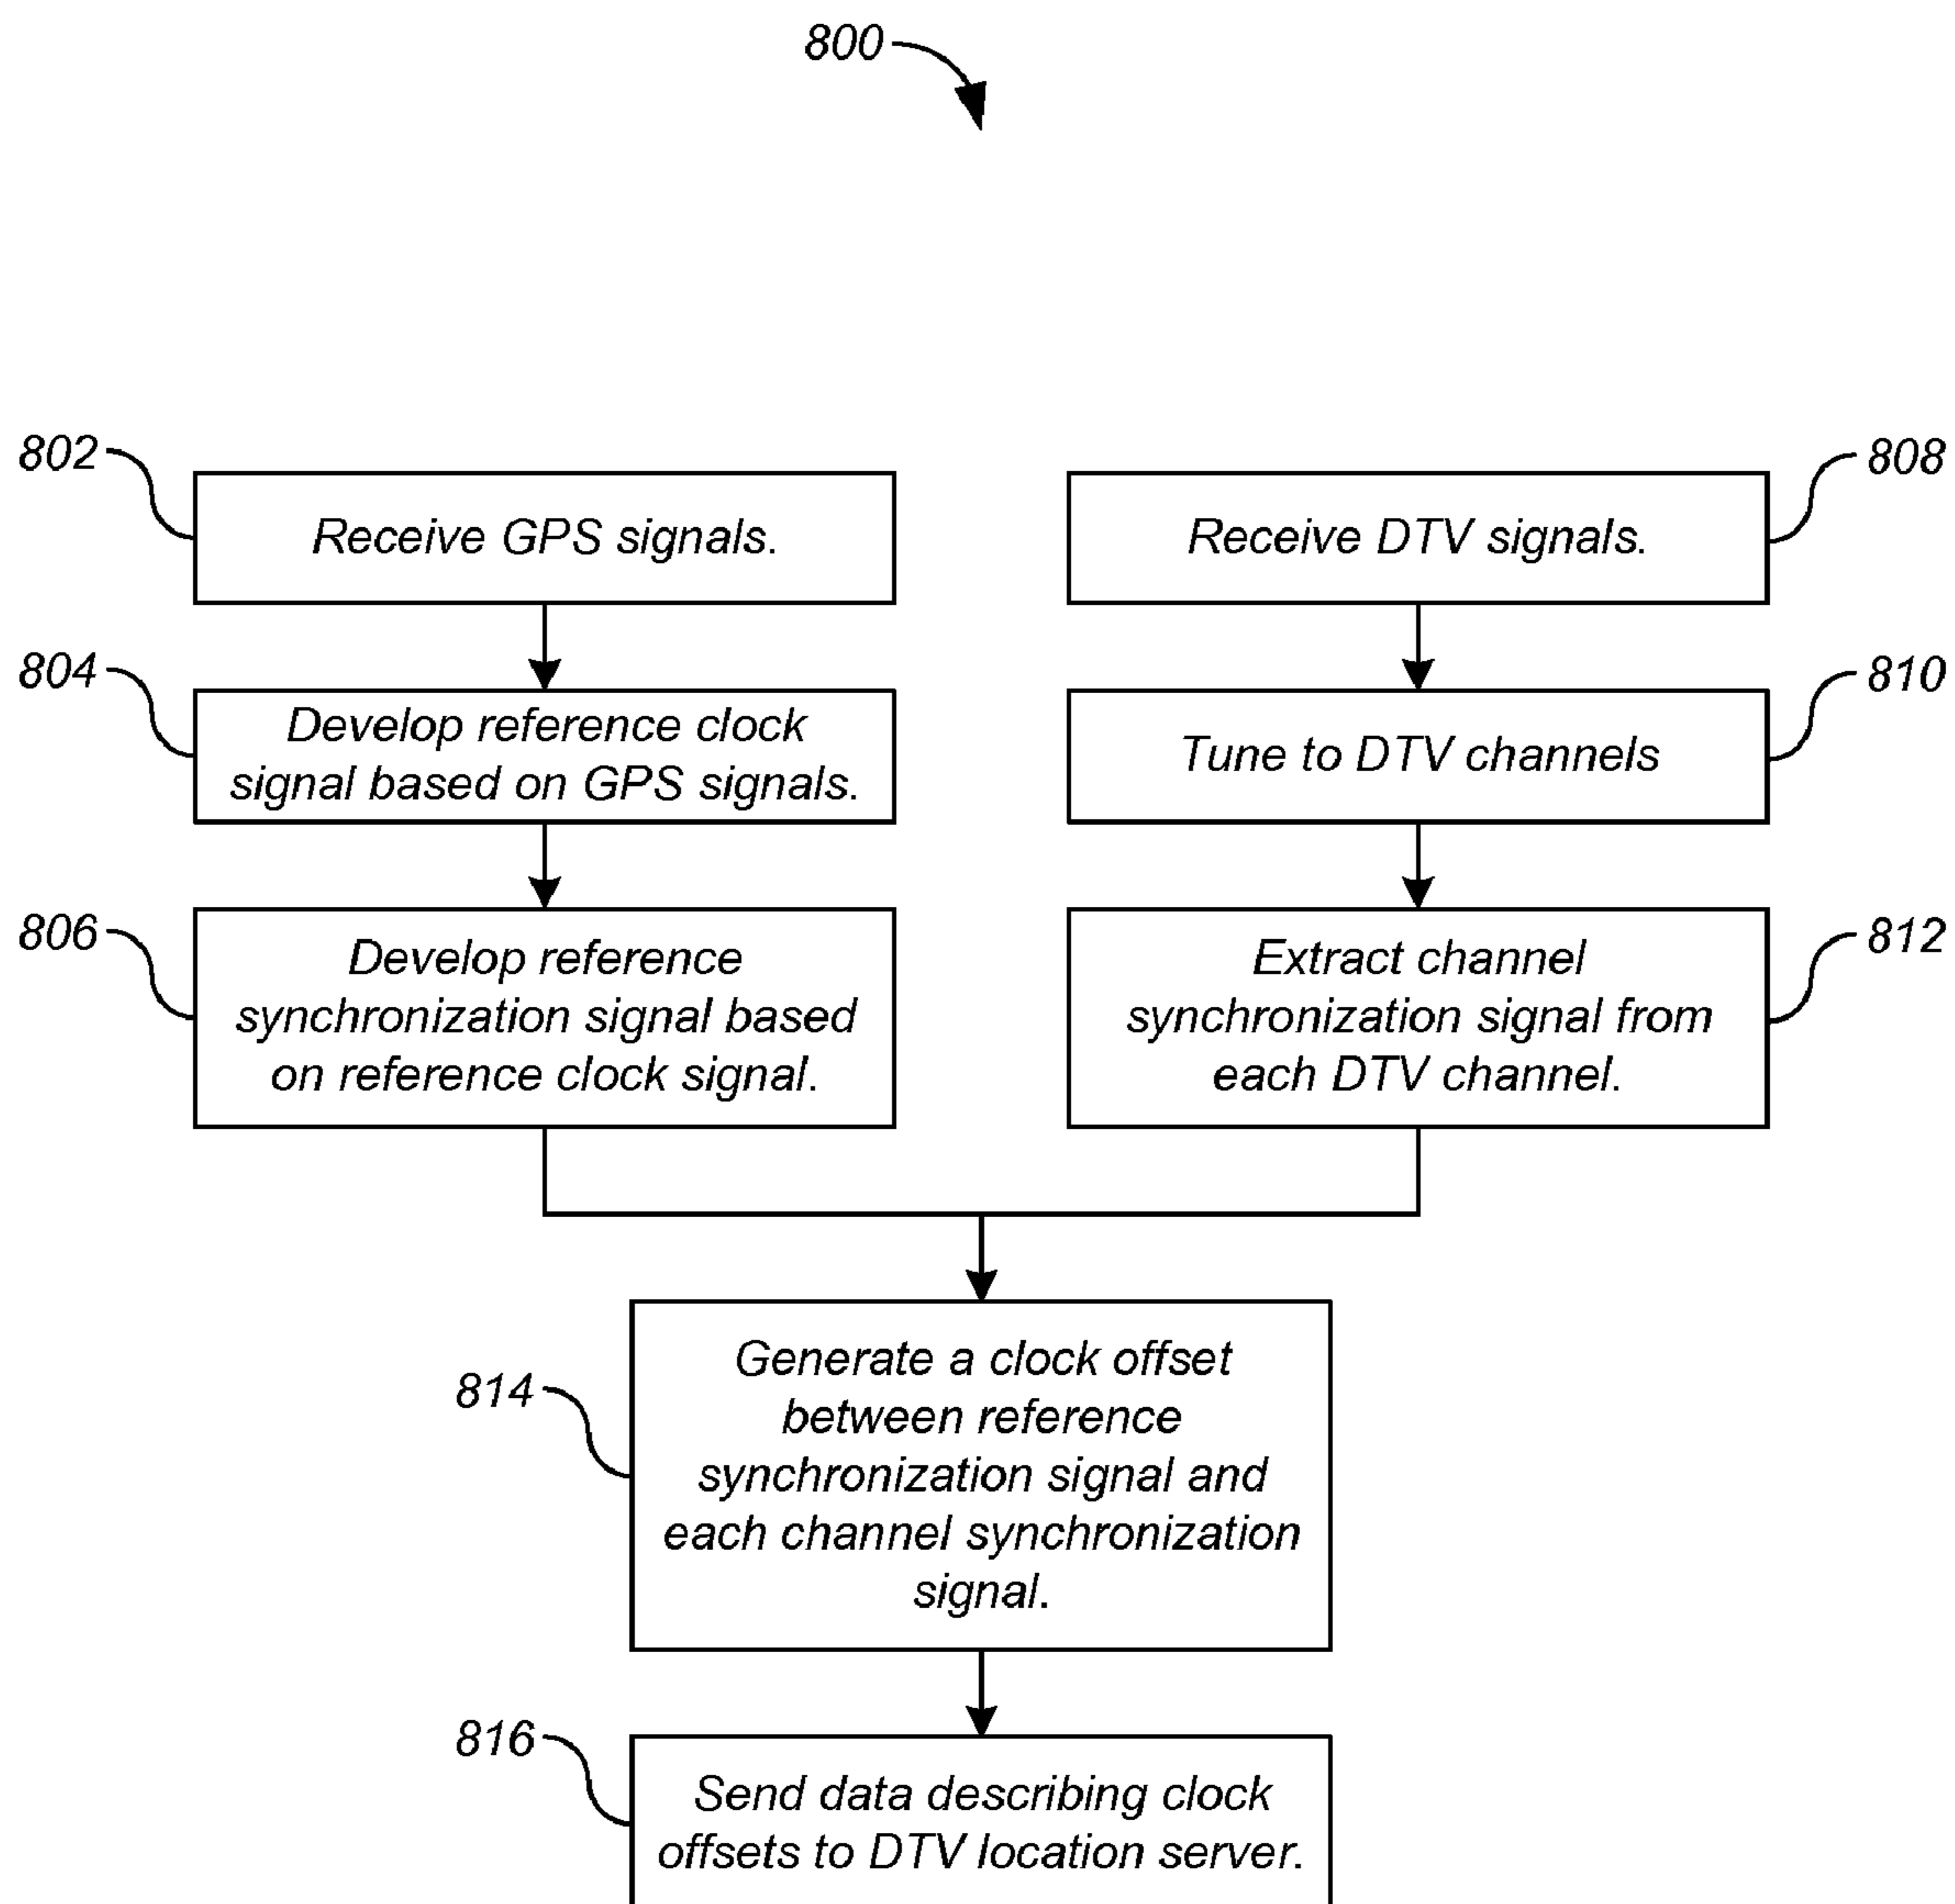 800
802
Receive GPS signals.
808
Receive DTV signals.
804
Develop reference clock
signal based on GPS signals.
810
Tune to DTV channels
806
Develop reference
synchronization signal based
on reference clock signal.
812
Extract channel
synchronization signal from
each DTV channel.
814
Generate a clock offset
between reference
synchronization signal and
each channel synchronization
signal.
816
Send data describing clock
offsets to DTV location server.